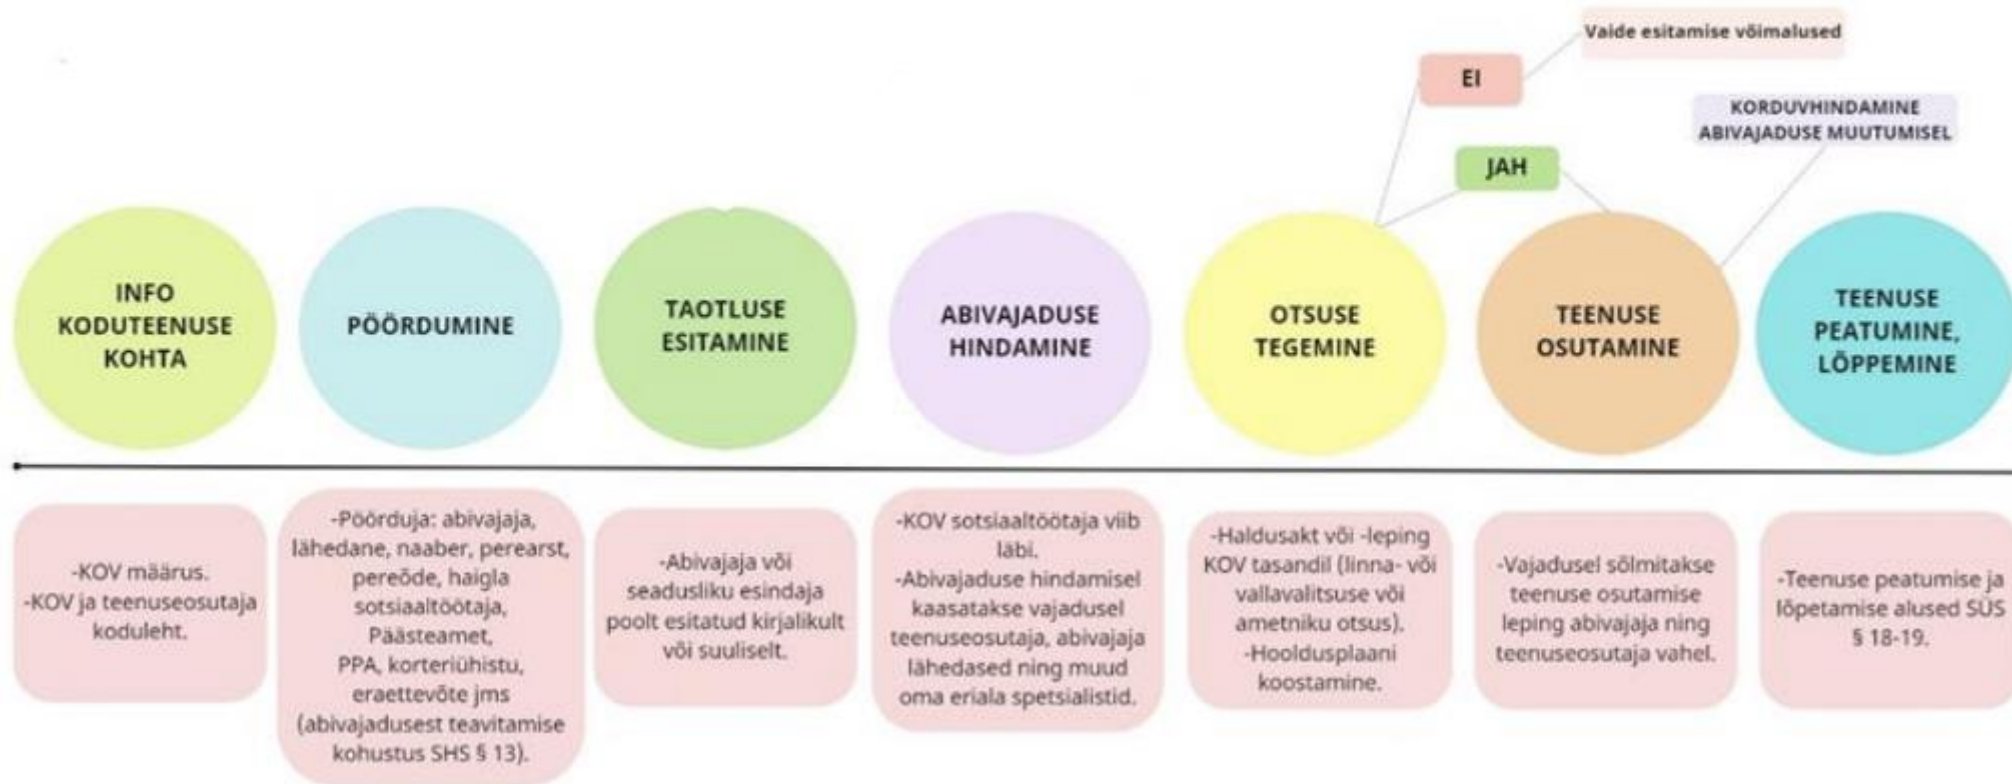 Vaide esitamise võimalused
EI
KORDUVHINDAMINE
ABIVAJADUSE MUUTUMISEL
JAH
INFO
KODUTEENUSE
KOHTA
PÖÖRDUMINE
TAOTLUSE
ESITAMINE
ABIVAJADUSE
HINDAMINE
OTSUSE
TEGEMINE
TEENUSE
OSUTAMINE
TEENUSE
PEATUMINE,
LÕPPEMINE
-KOV määrus.
-KOV ja teenuseosutaja
koduleht.
-Pöörduja: abivajaja,
lähedane, naaber, perearst,
pereõde, haigla
sotsiaaltöötaja,
Päästeamet,
PPA, korteriühistu,
eraettevõte jms
(abivajadusest teavitamise
kohustus SHS § 13).
-Abivajaja või
seadusliku esindaja
poolt esitatud kirjalikult
või suuliselt.
-KOV sotsiaaltöötaja viib
läbi.
-Abivajaduse hindamisel
kaasatakse vajadusel
teenuseosutaja, abivajaja
lähedased ning muud
oma eriala spetsialistid.
-Haldusakt või -leping
KOV tasandil (linna- või
vallavalitsuse või
ametniku otsus).
-Hooldusplaani
koostamine.
-Vajadusel sõlmitakse
teenuse osutamise
leping abivajaja ning
teenuseosutaja vahel.
-Teenuse peatumise ja
lõpetamise alused SÜS
§ 18-19.